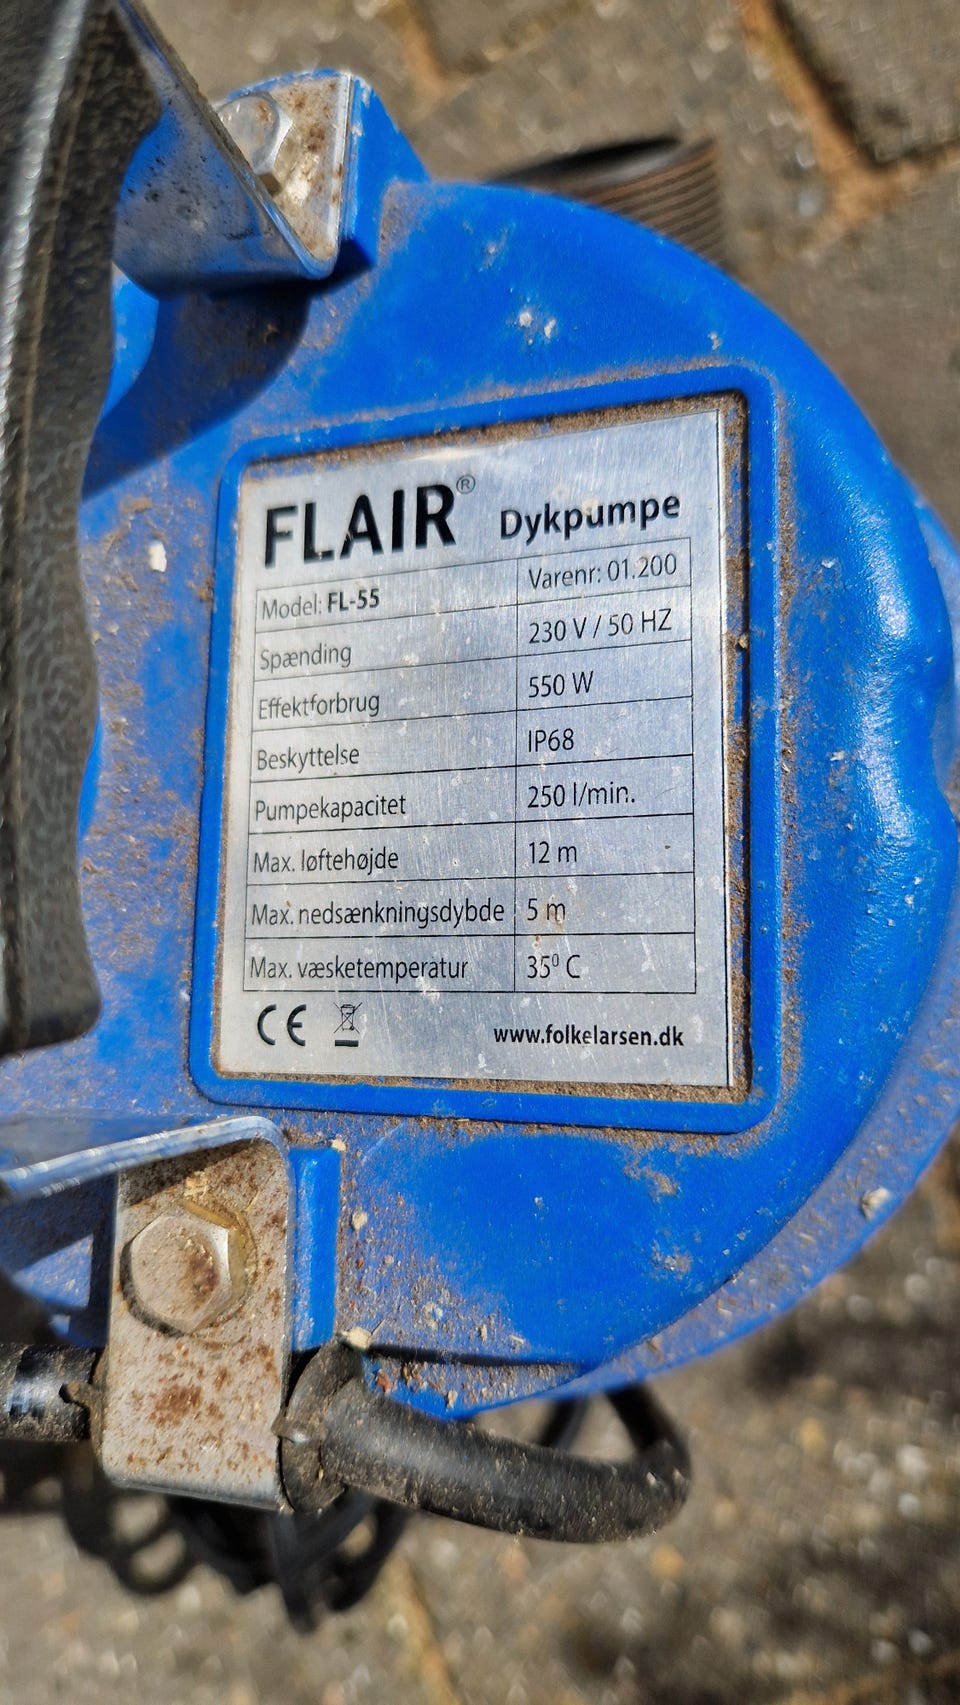 FLAIR® Dykpumpe
Model: FL-55 Varenr: 01.200
Spænding 230 V / 50 HZ
Effektforbrug 550 W
Beskyttelse IP68
Pumpekapacitet 250 l/min.
Max. løftehøjde 12 m
Max. nedsænkningsdybde 5 m
Max. væsketemperatur 35⁰ C
CE www.folkelarsen.dk